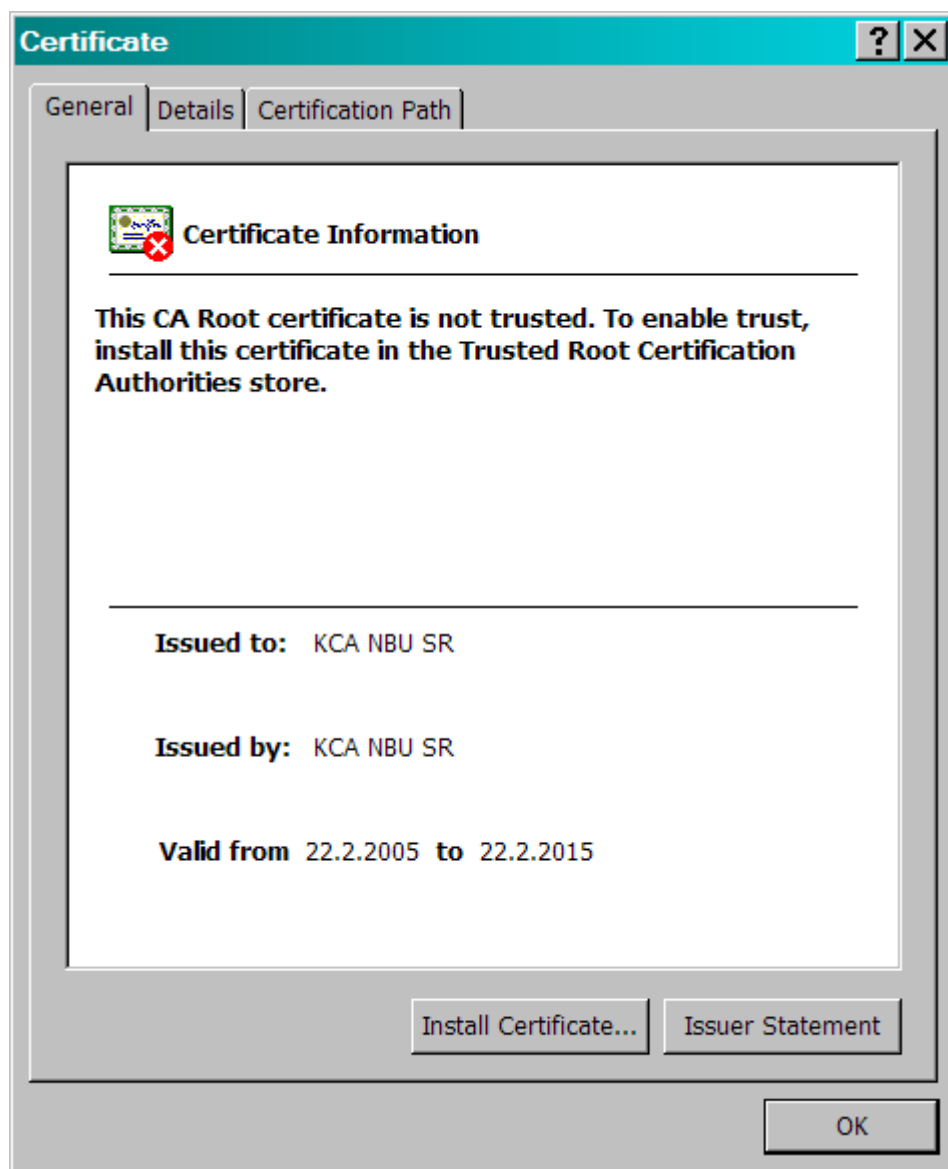 Certificate
General Details Certification Path
Certificate Information
This CA Root certificate is not trusted. To enable trust,
install this certificate in the Trusted Root Certification
Authorities store.
Issued to: KCA NBU SR
Issued by: KCA NBU SR
Valid from 22.2.2005 to 22.2.2015
Install Certificate... Issuer Statement
OK